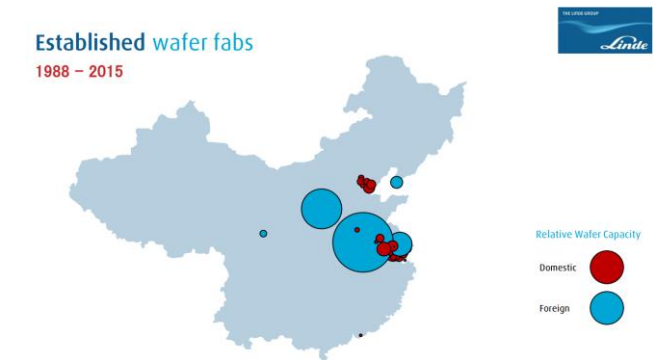 Established wafer fabs
1988 – 2015
THE LINDE GROUP
Linde
Relative Wafer Capacity
Domestic
Foreign